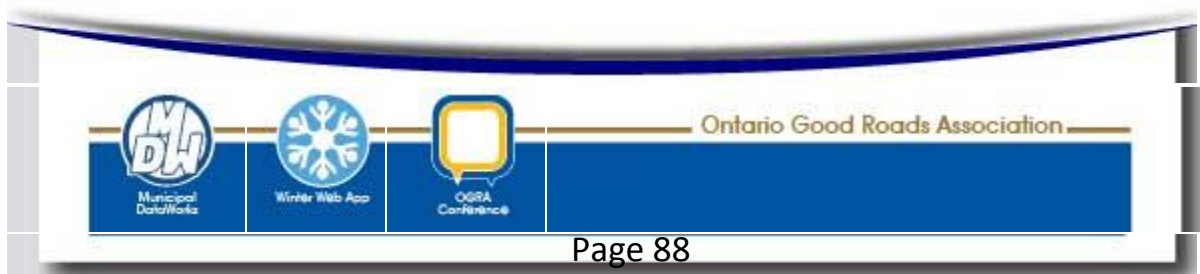 Ontario Good Roads Association
MDW
Municipal
DataWorks
Winter Web App
OGRA
Conference
Page 88